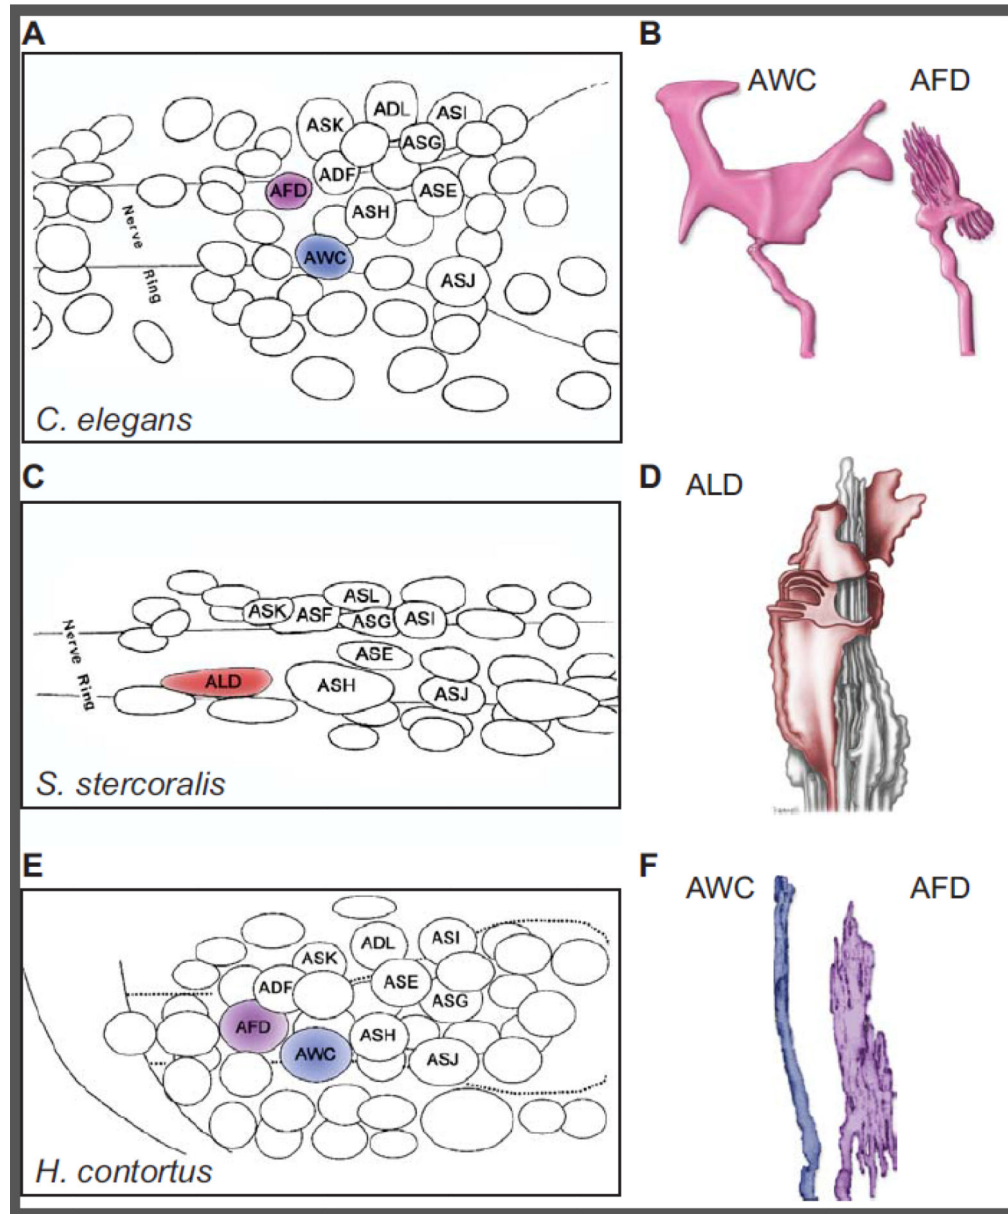 A
ASK
ADL
ASI
ASG
ADF
AFD
ASE
ASH
AWC
ASJ
Nerve
Ring
C. elegans
B
AWC
AFD
C
ASK
ASF
ASL
ASG
ASI
ASE
ALD
ASH
ASJ
Nerve Ring
S. stercoralis
D
ALD
E
ASK
ADL
ASI
ADF
ASE
ASG
AFD
AWC
ASH
ASJ
H. contortus
F
AWC
AFD